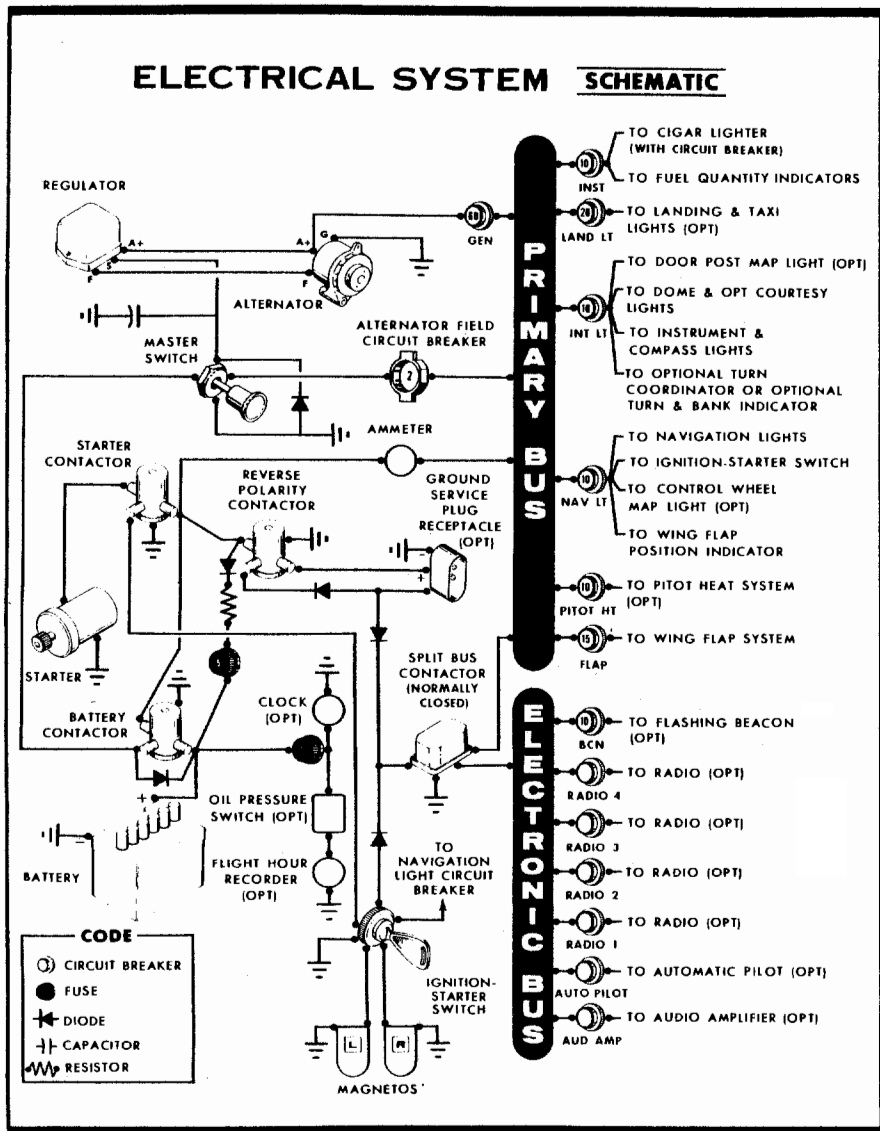 ELECTRICAL SYSTEM SCHEMATIC
REGULATOR
A+
S
F
A+
G
F
ALTERNATOR
60
GEN
MASTER
SWITCH
ALTERNATOR FIELD
CIRCUIT BREAKER
2
AMMETER
STARTER
CONTACTOR
REVERSE
POLARITY
CONTACTOR
GROUND
SERVICE
PLUG
RECEPTACLE
(OPT)
−
+
STARTER
BATTERY
CONTACTOR
CLOCK
(OPT)
SPLIT BUS
CONTACTOR
(NORMALLY
CLOSED)
OIL PRESSURE
SWITCH (OPT)
FLIGHT HOUR
RECORDER
(OPT)
+
−
BATTERY
TO
NAVIGATION
LIGHT CIRCUIT
BREAKER
IGNITION-
STARTER
SWITCH
L
R
MAGNETOS
CODE
CIRCUIT BREAKER
FUSE
DIODE
CAPACITOR
RESISTOR
PRIMARY BUS
10
INST
TO CIGAR LIGHTER
(WITH CIRCUIT BREAKER)
TO FUEL QUANTITY INDICATORS
20
LAND LT
TO LANDING & TAXI
LIGHTS (OPT)
10
INT LT
TO DOOR POST MAP LIGHT (OPT)
TO DOME & OPT COURTESY
LIGHTS
TO INSTRUMENT &
COMPASS LIGHTS
TO OPTIONAL TURN
COORDINATOR OR OPTIONAL
TURN & BANK INDICATOR
10
NAV LT
TO NAVIGATION LIGHTS
TO IGNITION-STARTER SWITCH
TO CONTROL WHEEL
MAP LIGHT (OPT)
TO WING FLAP
POSITION INDICATOR
10
PITOT HT
TO PITOT HEAT SYSTEM
(OPT)
15
FLAP
TO WING FLAP SYSTEM
ELECTRONIC BUS
10
BCN
TO FLASHING BEACON
(OPT)
RADIO 4
TO RADIO (OPT)
RADIO 3
TO RADIO (OPT)
RADIO 2
TO RADIO (OPT)
RADIO 1
TO RADIO (OPT)
AUTO PILOT
TO AUTOMATIC PILOT (OPT)
AUD AMP
TO AUDIO AMPLIFIER (OPT)